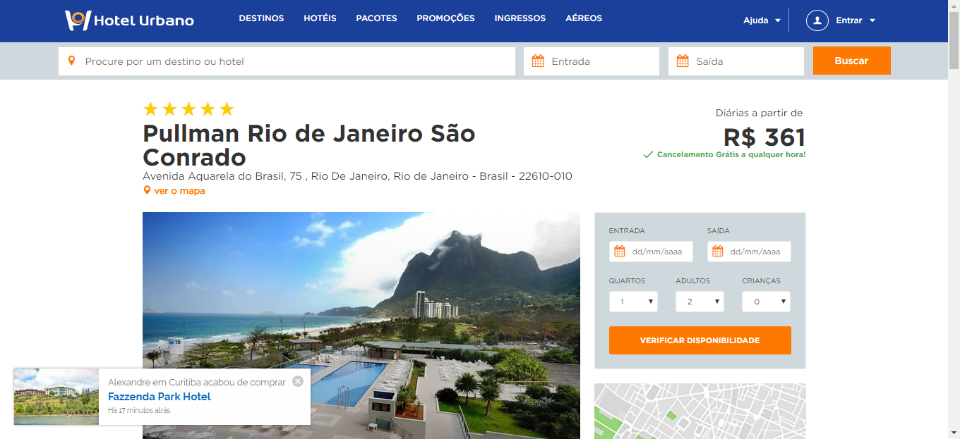 Hotel Urbano
DESTINOS HOTÉIS PACOTES PROMOÇÕES INGRESSOS AÉREOS
Ajuda Entrar
Procure por um destino ou hotel Entrada Saída Buscar
Pullman Rio de Janeiro São
Conrado
Avenida Aquarela do Brasil, 75 , Rio De Janeiro, Rio de Janeiro - Brasil - 22610-010
ver o mapa
Diárias a partir de
R$ 361
Cancelamento Grátis a qualquer hora!
ENTRADA SAÍDA
dd/mm/aaaa dd/mm/aaaa
QUARTOS ADULTOS CRIANÇAS
1 2 0
VERIFICAR DISPONIBILIDADE
Alexandre em Curitiba acabou de comprar
Fazzenda Park Hotel
Há 17 minutos atrás